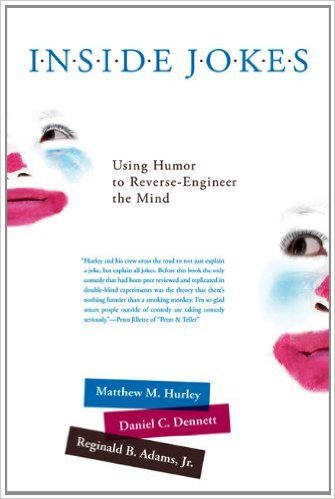 I·N·S·I·D·E J·O·K·E·S
Using Humor
to Reverse-Engineer
the Mind
"Hurley and his crew cross the road to not just explain
a joke, but explain all jokes. Before this book the only
comedy that had been peer reviewed and replicated in
double-blind experiments was the theory that there's
nothing funnier than a smoking monkey. I'm so glad
smart people outside of comedy are taking comedy
seriously."—Penn Jillette of "Penn & Teller"
Matthew M. Hurley
Daniel C. Dennett
Reginald B. Adams, Jr.